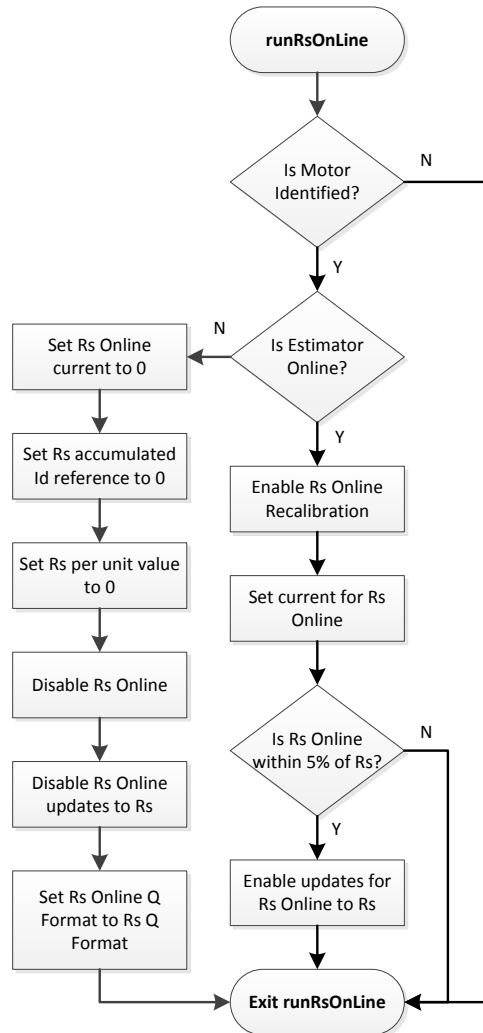 runRsOnLine
Is Motor
Identified?
N
Y
Is Estimator
Online?
N
Y
Set Rs Online
current to 0
Set Rs accumulated
Id reference to 0
Set Rs per unit value
to 0
Disable Rs Online
Disable Rs Online
updates to Rs
Set Rs Online Q
Format to Rs Q
Format
Enable Rs Online
Recalibration
Set current for Rs
Online
Is Rs Online
within 5% of Rs?
N
Y
Enable updates for
Rs Online to Rs
Exit runRsOnLine